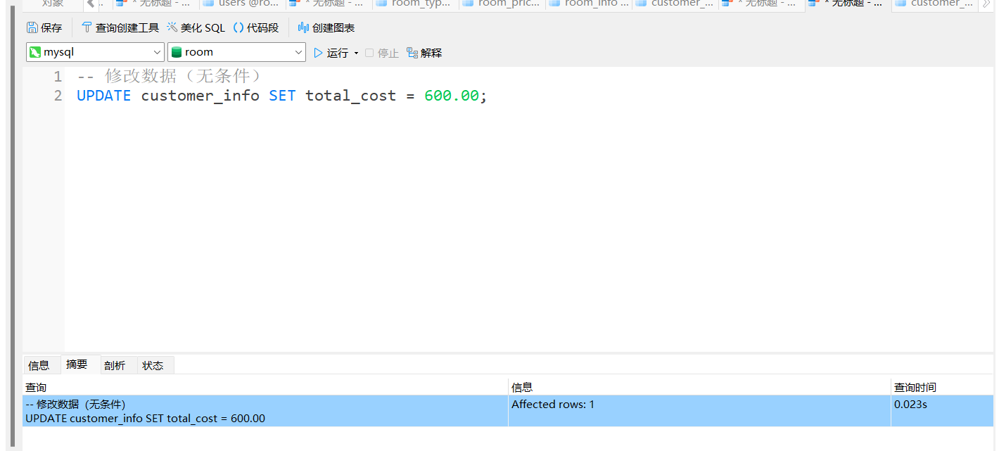 对象 .. * 无标题 - ... users @ro... * 无标题 - ... room_typ... room_pric... room_info ... customer_... * 无标题 - ... * 无标题 - ... customer_...
保存 查询创建工具 美化 SQL () 代码段 创建图表
mysql room 运行 停止 解释
1 -- 修改数据（无条件）
2 UPDATE customer_info SET total_cost = 600.00;
信息 摘要 剖析 状态
查询 信息 查询时间
-- 修改数据（无条件） Affected rows: 1 0.023s
UPDATE customer_info SET total_cost = 600.00